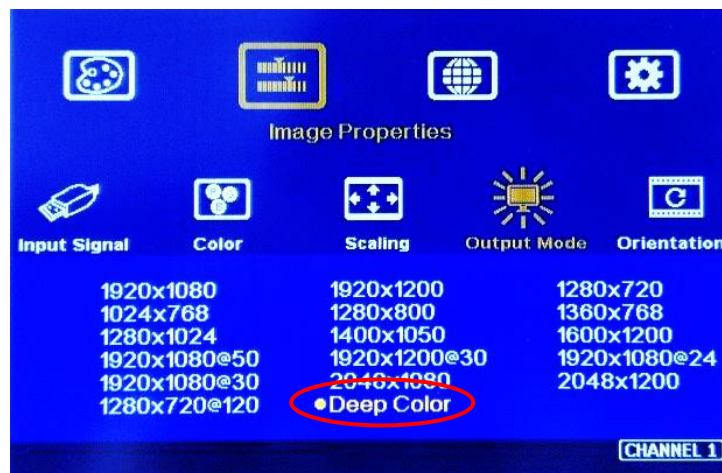 Image Properties
Input Signal Color Scaling Output Mode Orientation
1920x1080 1920x1200 1280x720
1024x768 1280x800 1360x768
1280x1024 1400x1050 1600x1200
1920x1080@50 1920x1200@30 1920x1080@24
1920x1080@30 2048x1080 2048x1200
1280x720@120 Deep Color
CHANNEL 1